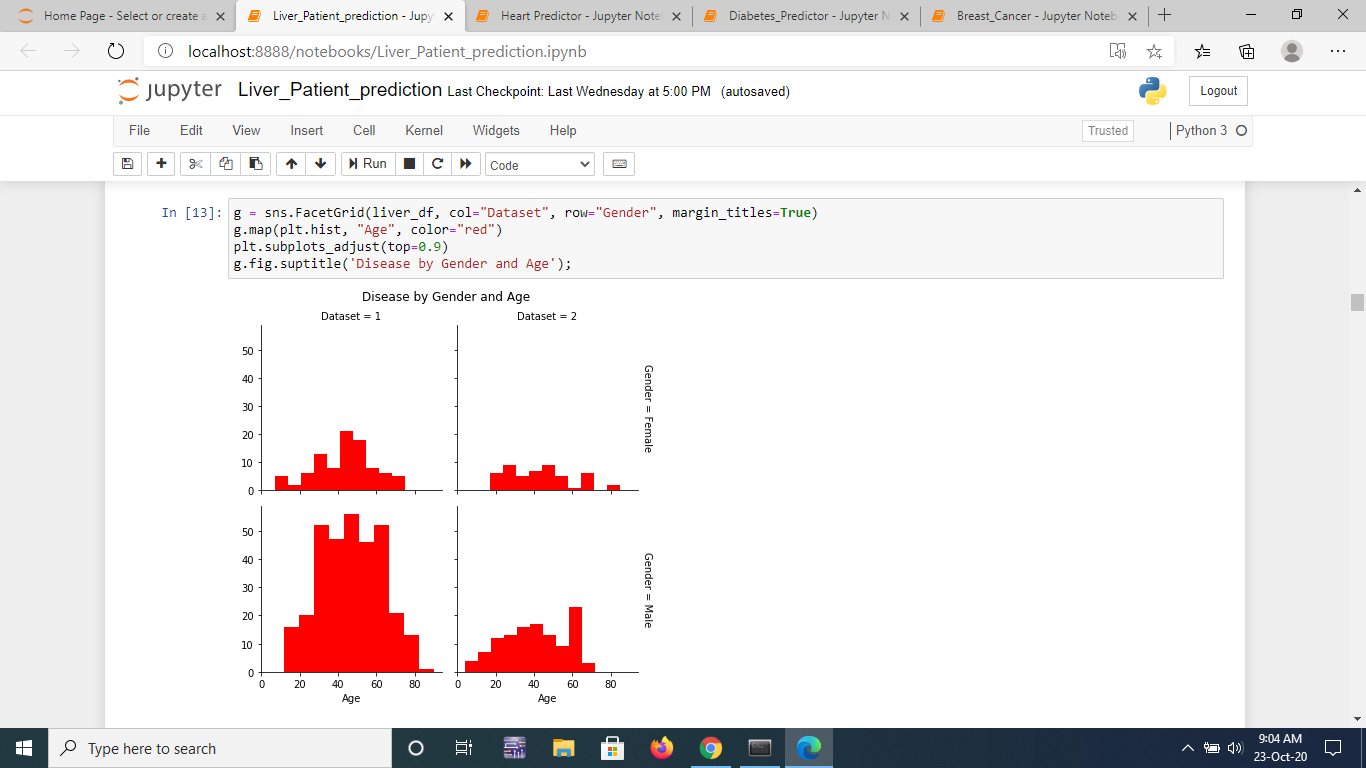 Home Page - Select or create a
Liver_Patient_prediction - Jupy
Heart Predictor - Jupyter Note
Diabetes_Predictor - Jupyter N
Breast_Cancer - Jupyter Noteb
localhost:8888/notebooks/Liver_Patient_prediction.ipynb
jupyter Liver_Patient_prediction Last Checkpoint: Last Wednesday at 5:00 PM (autosaved) Logout
File Edit View Insert Cell Kernel Widgets Help Trusted Python 3
Run Code
In [13]: g = sns.FacetGrid(liver_df, col="Dataset", row="Gender", margin_titles=True)
g.map(plt.hist, "Age", color="red")
plt.subplots_adjust(top=0.9)
g.fig.suptitle('Disease by Gender and Age');
Disease by Gender and Age
Dataset = 1 Dataset = 2
50
40
30
20
10
0
Gender = Female
50
40
30
20
10
0
Gender = Male
0 20 40 60 80 0 20 40 60 80
Age Age
Type here to search
9:04 AM
23-Oct-20